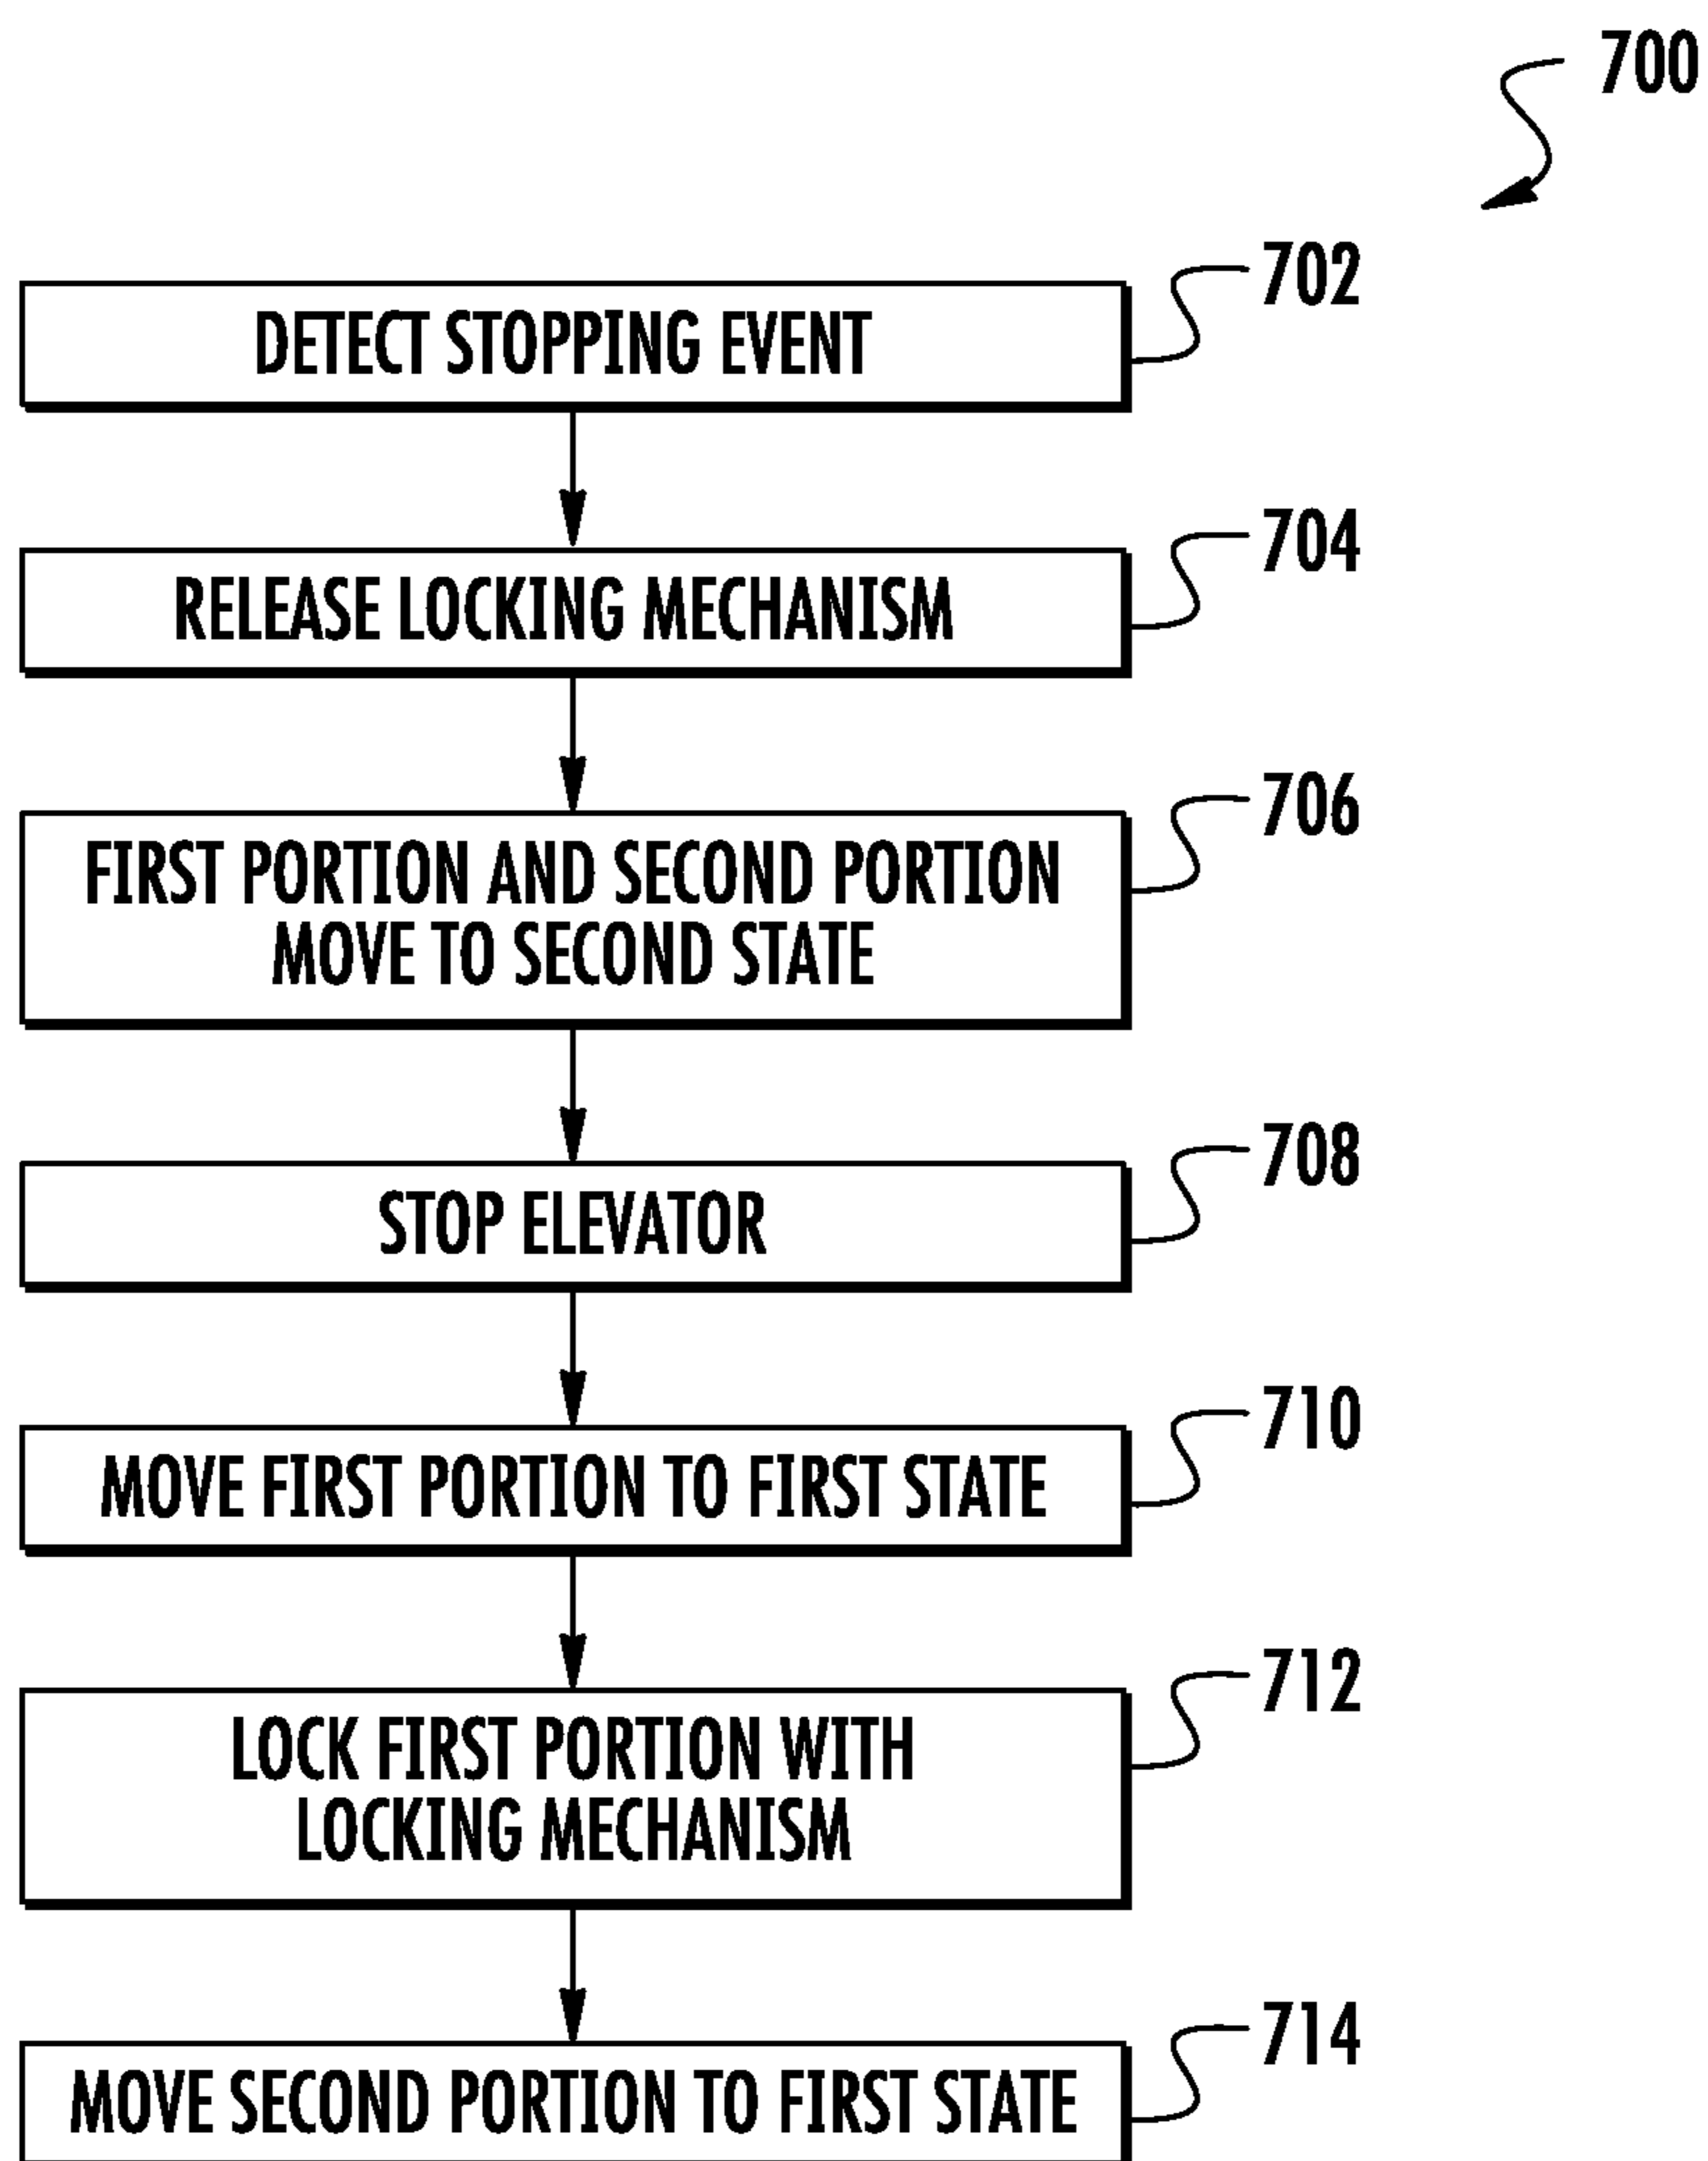 700
702
DETECT STOPPING EVENT
704
RELEASE LOCKING MECHANISM
706
FIRST PORTION AND SECOND PORTION
MOVE TO SECOND STATE
708
STOP ELEVATOR
710
MOVE FIRST PORTION TO FIRST STATE
712
LOCK FIRST PORTION WITH
LOCKING MECHANISM
714
MOVE SECOND PORTION TO FIRST STATE